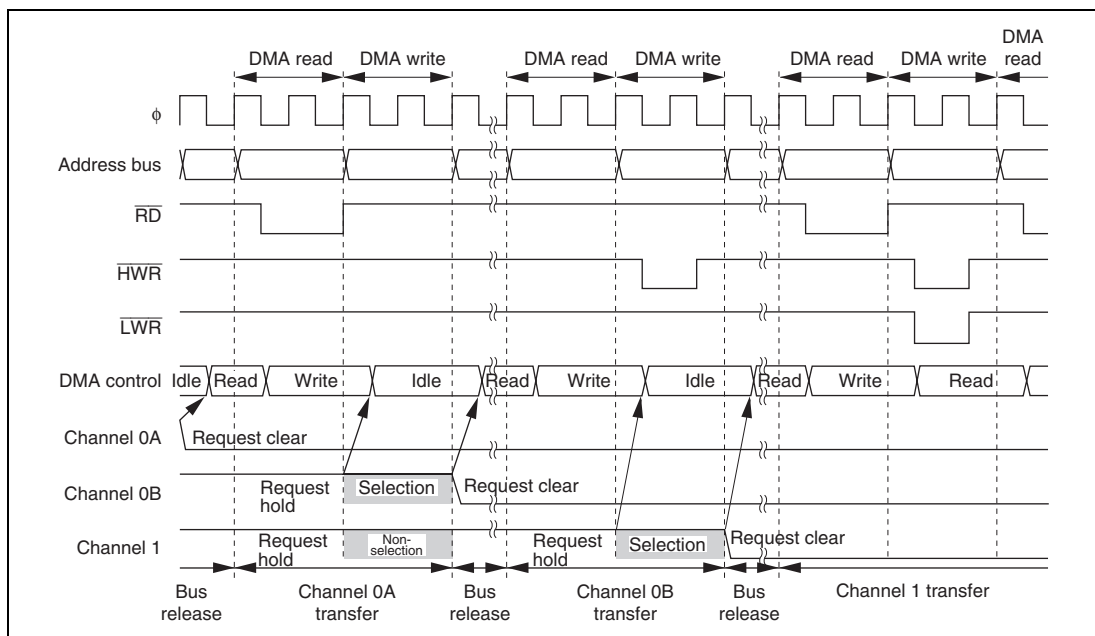 DMA read DMA write DMA read DMA write DMA read DMA write DMA read
φ
Address bus
RD
HWR
LWR
DMA control Idle Read Write Idle Read Write Idle Read Write Read
Channel 0A Request clear
Channel 0B Request hold Selection Request clear
Channel 1 Request hold Non-selection Request hold Selection Request clear
Bus release Channel 0A transfer Bus release Channel 0B transfer Bus release Channel 1 transfer